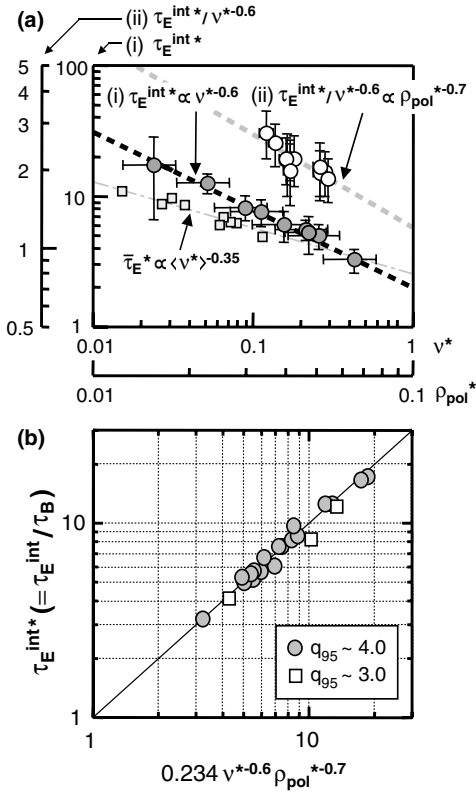 (ii) τE^int*/ν*-0.6
(a) (i) τE^int*
5 100
4
3 (i) τE^int* ∝ ν*-0.6 (ii) τE^int*/ν*-0.6 ∝ ρpol*-0.7
2
10
1
τ̅E* ∝ <ν*>-0.35
0.5 1
0.01 0.1 1
ν*
0.01 0.1
ρpol*
(b)
τE^int* (= τE^int/τB)
10
q95 ~ 4.0
q95 ~ 3.0
1
1 10
0.234 ν*-0.6 ρpol*-0.7